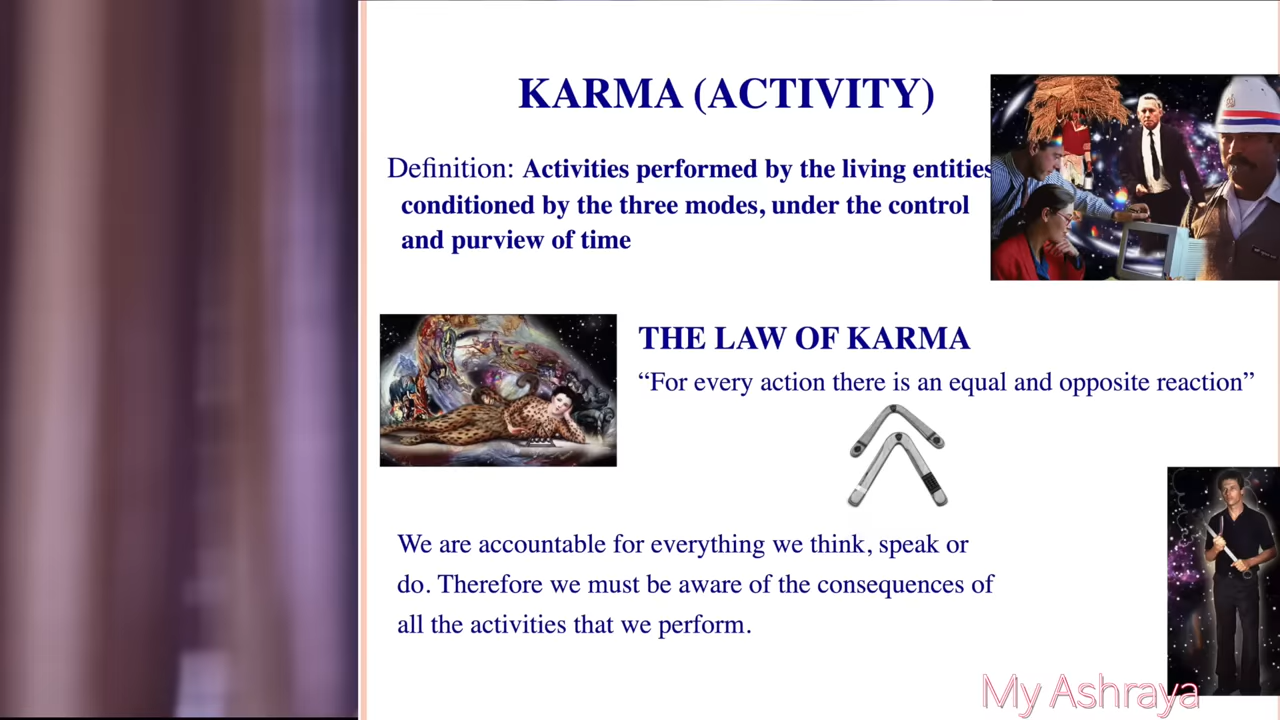 KARMA (ACTIVITY)
Definition: Activities performed by the living entities
conditioned by the three modes, under the control
and purview of time
THE LAW OF KARMA
“For every action there is an equal and opposite reaction”
We are accountable for everything we think, speak or
do. Therefore we must be aware of the consequences of
all the activities that we perform.
My Ashraya